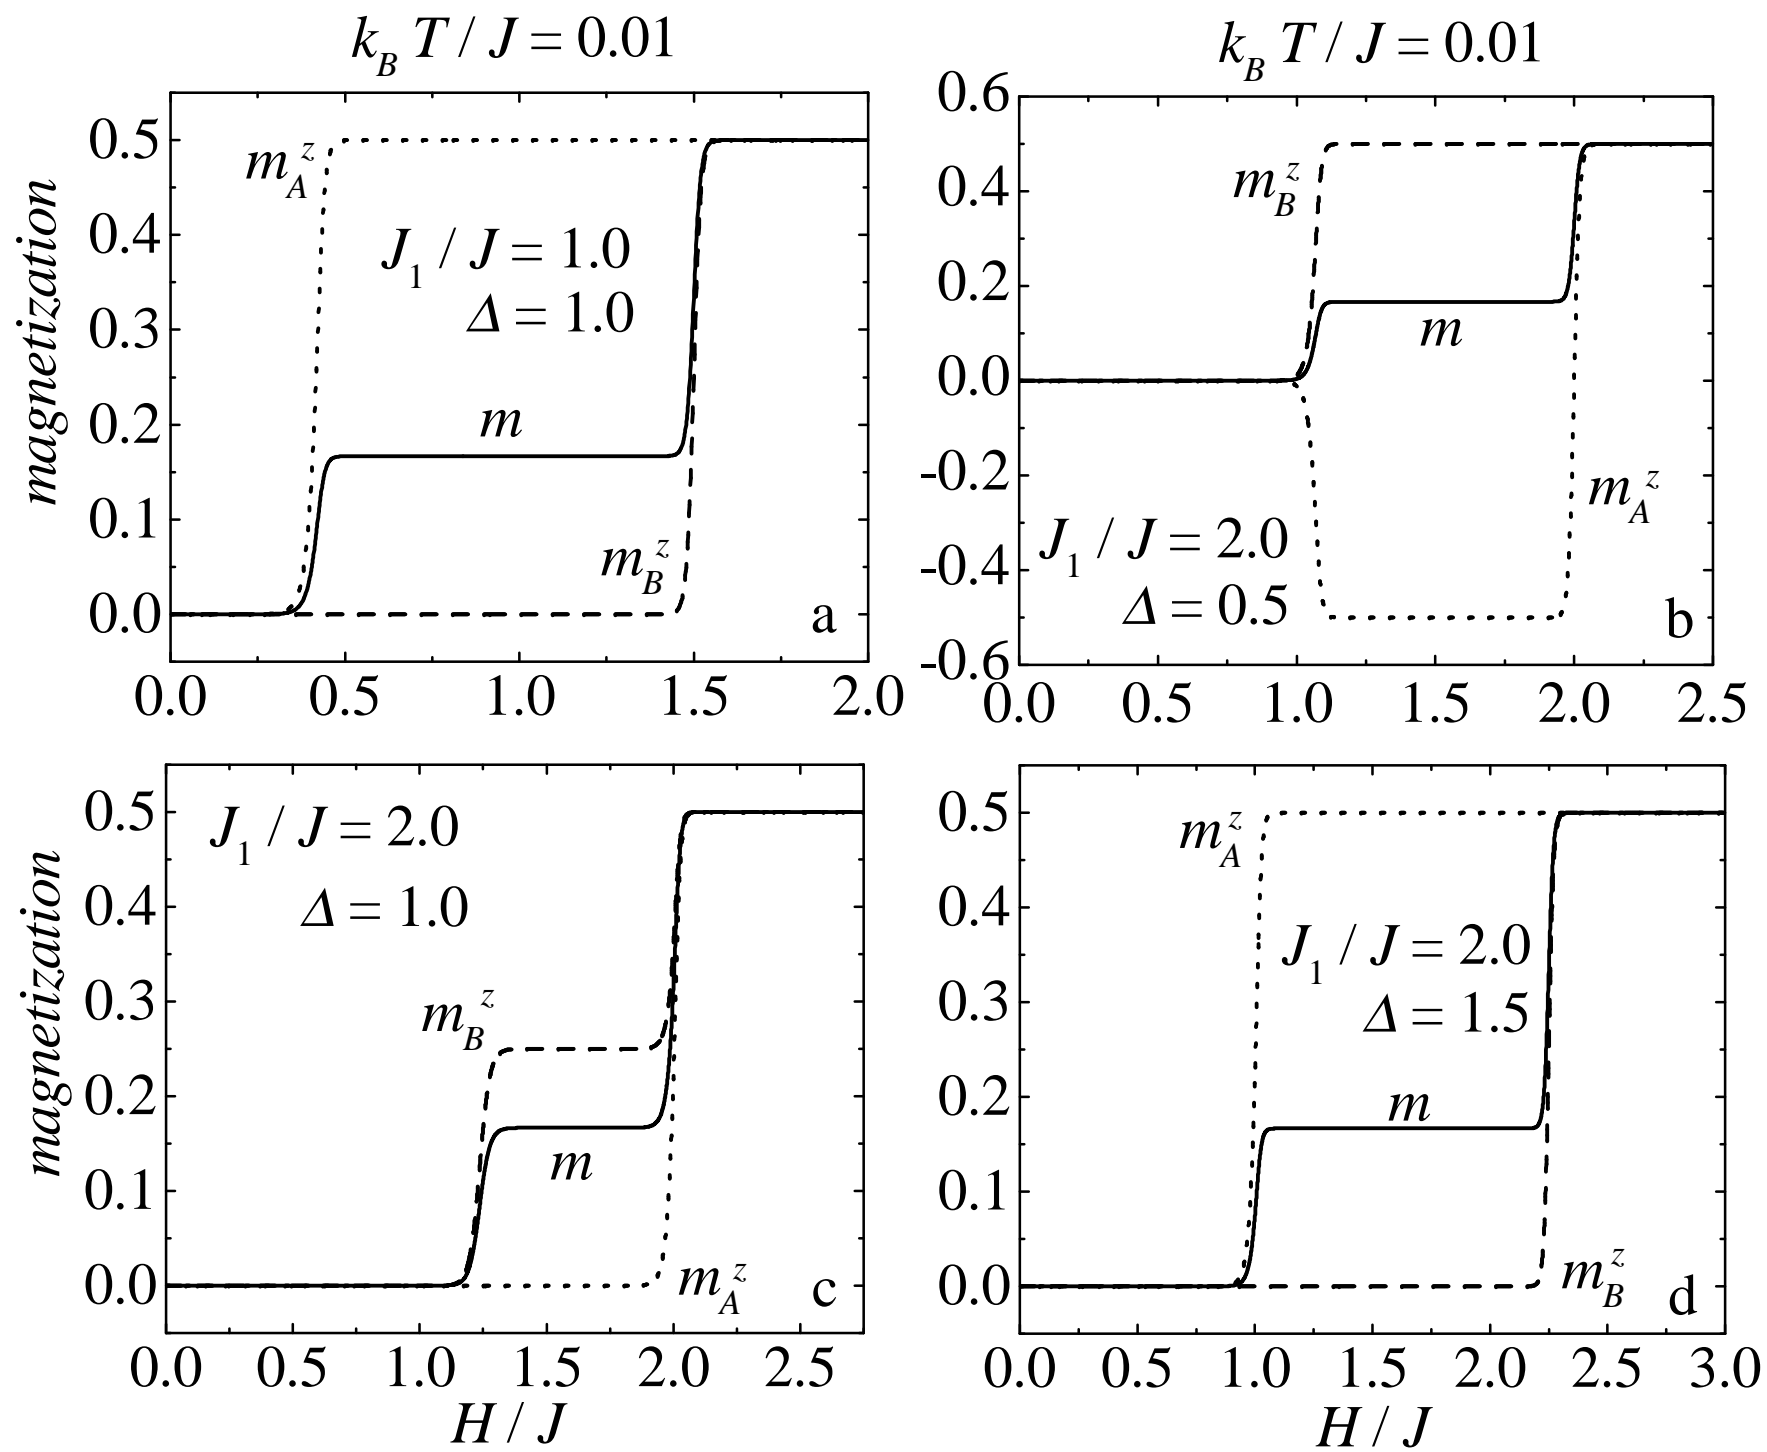 k_B T / J = 0.01
magnetization
0.5
0.4
0.3
0.2
0.1
0.0
m_A^z
J_1 / J = 1.0
Δ = 1.0
m
m_B^z
a
0.0 0.5 1.0 1.5 2.0
k_B T / J = 0.01
0.6
0.4
0.2
0.0
-0.2
-0.4
-0.6
m_B^z
m
m_A^z
J_1 / J = 2.0
Δ = 0.5
b
0.0 0.5 1.0 1.5 2.0 2.5
magnetization
0.5
0.4
0.3
0.2
0.1
0.0
J_1 / J = 2.0
Δ = 1.0
m_B^z
m
m_A^z
c
0.0 0.5 1.0 1.5 2.0 2.5
H / J
0.5
0.4
0.3
0.2
0.1
0.0
m_A^z
J_1 / J = 2.0
Δ = 1.5
m
m_B^z
d
0.0 0.5 1.0 1.5 2.0 2.5 3.0
H / J